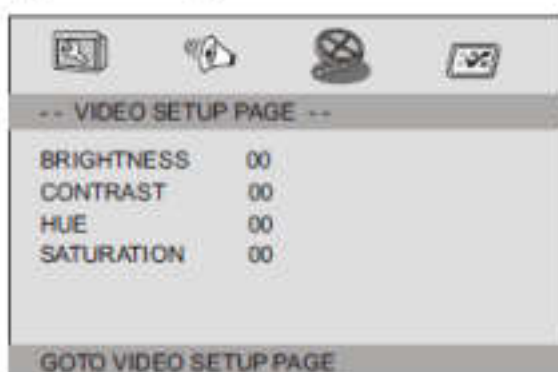 -- VIDEO SETUP PAGE --
BRIGHTNESS 00
CONTRAST 00
HUE 00
SATURATION 00
GOTO VIDEO SETUP PAGE